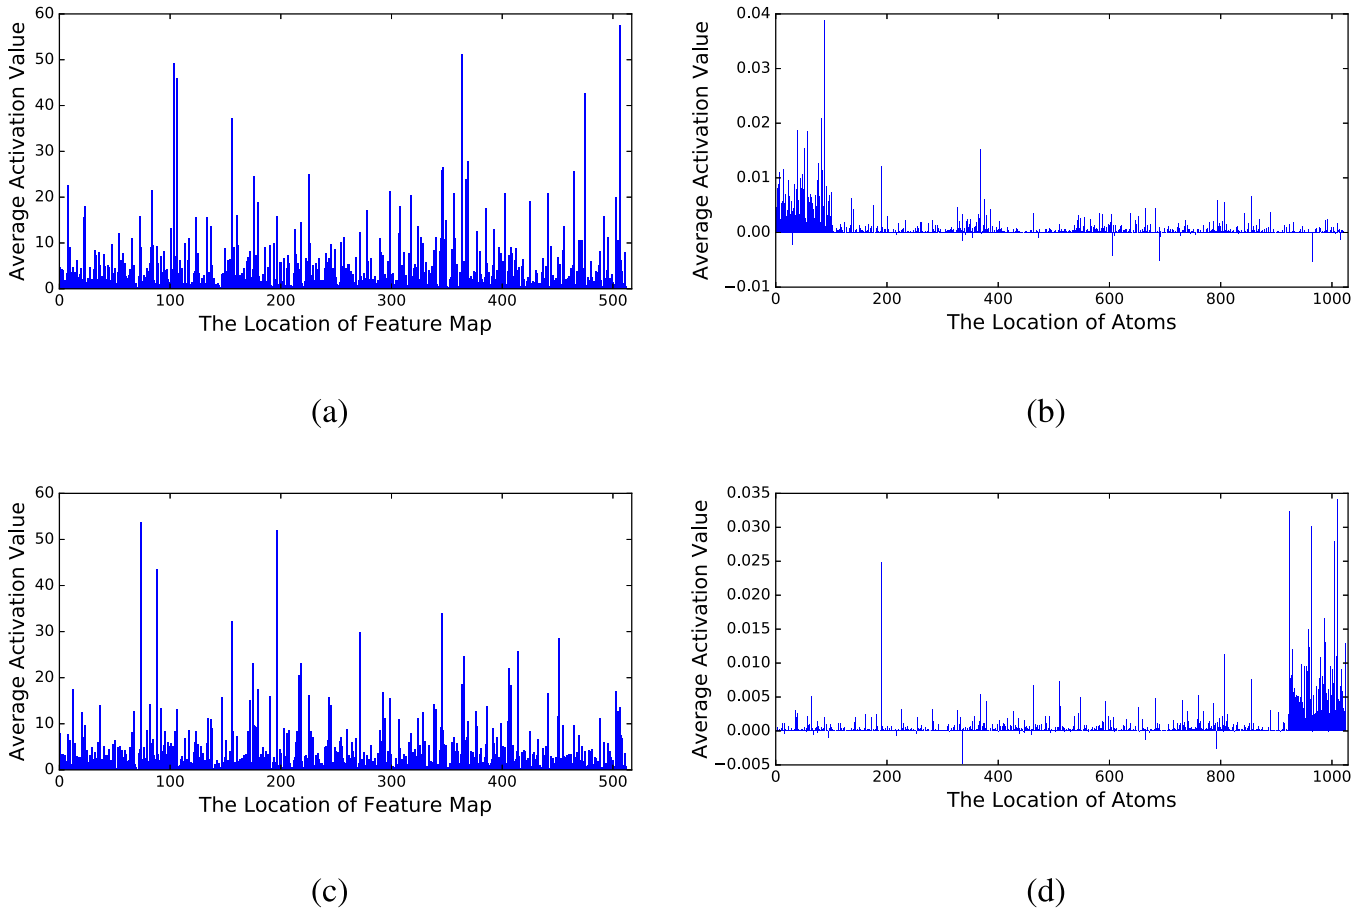 60
50
40
30
20
10
0
0 100 200 300 400 500
Average Activation Value
The Location of Feature Map
(a)
0.04
0.03
0.02
0.01
0.00
−0.01
0 200 400 600 800 1000
Average Activation Value
The Location of Atoms
(b)
60
50
40
30
20
10
0
0 100 200 300 400 500
Average Activation Value
The Location of Feature Map
(c)
0.035
0.030
0.025
0.020
0.015
0.010
0.005
0.000
−0.005
0 200 400 600 800 1000
Average Activation Value
The Location of Atoms
(d)